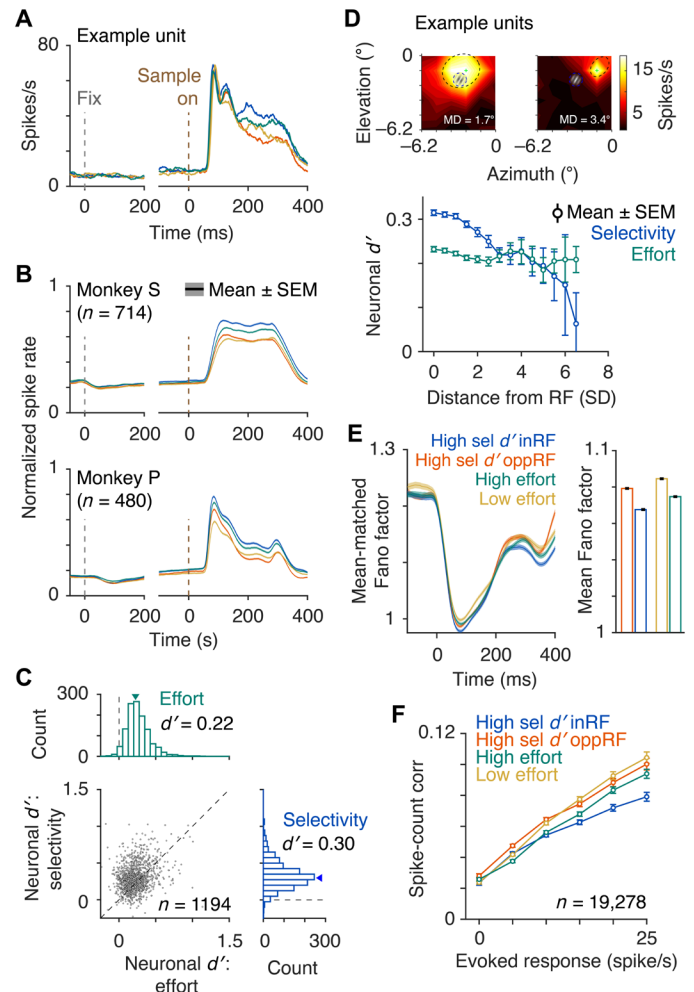 A
Example unit
80
Spikes/s
0
Fix
Sample
on
0 200
0 200 400
Time (ms)
B
Monkey S
(n = 714)
Mean ± SEM
1
0
0 200
0 200 400
Normalized spike rate
Monkey P
(n = 480)
1
0
0 200
0 200 400
Time (s)
C
300
Count
0
Effort
d′ = 0.22
1.5
Neuronal d′:
selectivity
0
n = 1194
0 1.5
Neuronal d′:
effort
Selectivity
d′ = 0.30
0 300
Count
D
Example units
Elevation (°)
0
−6.2
MD = 1.7°
MD = 3.4°
−6.2 0
−6.2 0
Azimuth (°)
15
10
5
Spikes/s
Mean ± SEM
Selectivity
Effort
Neuronal d′
0.3
0
0 2 4 6 8
Distance from RF (SD)
E
High sel d′ inRF
High sel d′ oppRF
High effort
Low effort
1.3
Mean-matched
Fano factor
1
0 200 400
Time (ms)
1.1
Mean Fano factor
1
F
High sel d′ inRF
High sel d′ oppRF
High effort
Low effort
0.12
Spike-count corr
0
n = 19,278
0 25
Evoked response (spike/s)